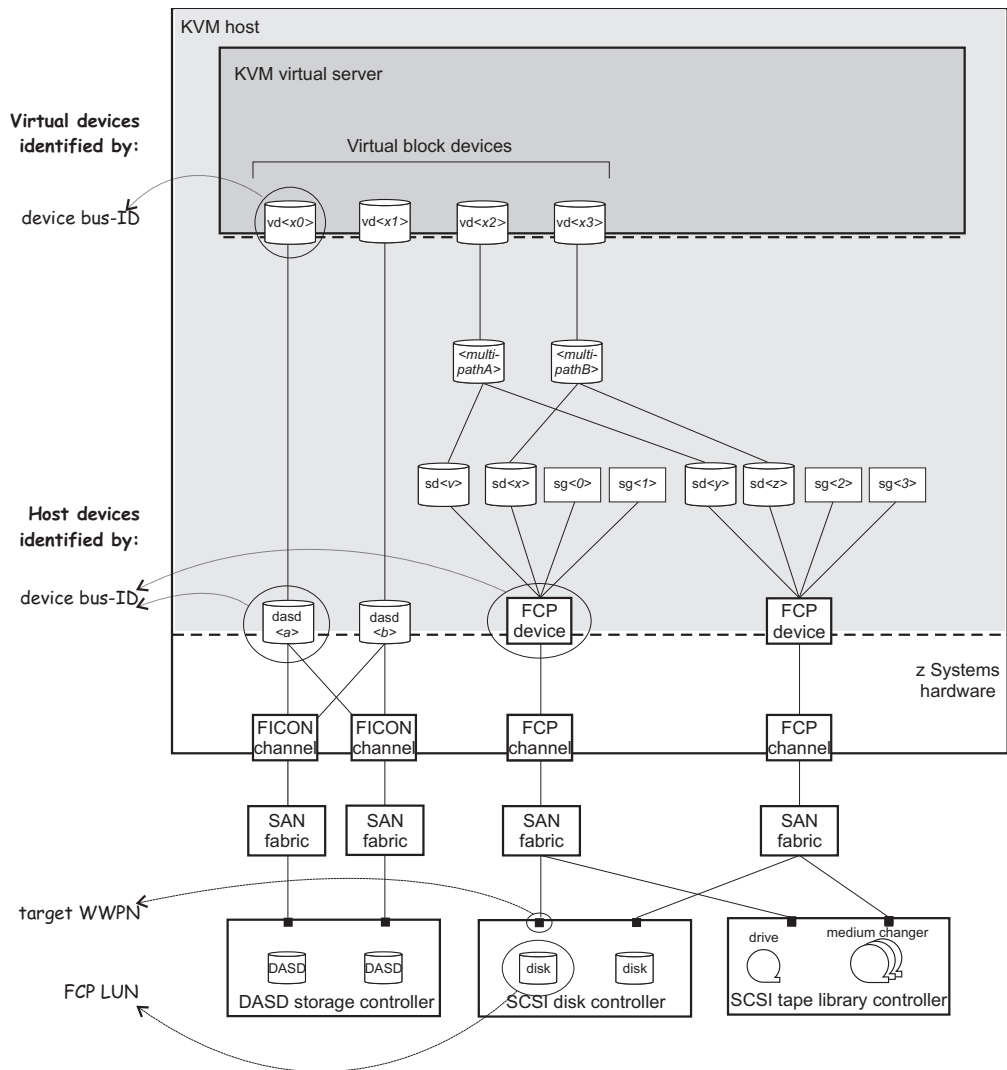 KVM host
KVM virtual server
Virtual devices
identified by:
Virtual block devices
device bus-ID
vd<x0>
vd<x1>
vd<x2>
vd<x3>
<multi-
pathA>
<multi-
pathB>
sd<v>
sd<x>
sg<0>
sg<1>
sd<y>
sd<z>
sg<2>
sg<3>
Host devices
identified by:
device bus-ID
dasd
<a>
dasd
<b>
FCP
device
FCP
device
z Systems
hardware
FICON
channel
FICON
channel
FCP
channel
FCP
channel
SAN
fabric
SAN
fabric
SAN
fabric
SAN
fabric
target WWPN
FCP LUN
DASD
DASD
DASD storage controller
disk
disk
SCSI disk controller
drive
medium changer
SCSI tape library controller